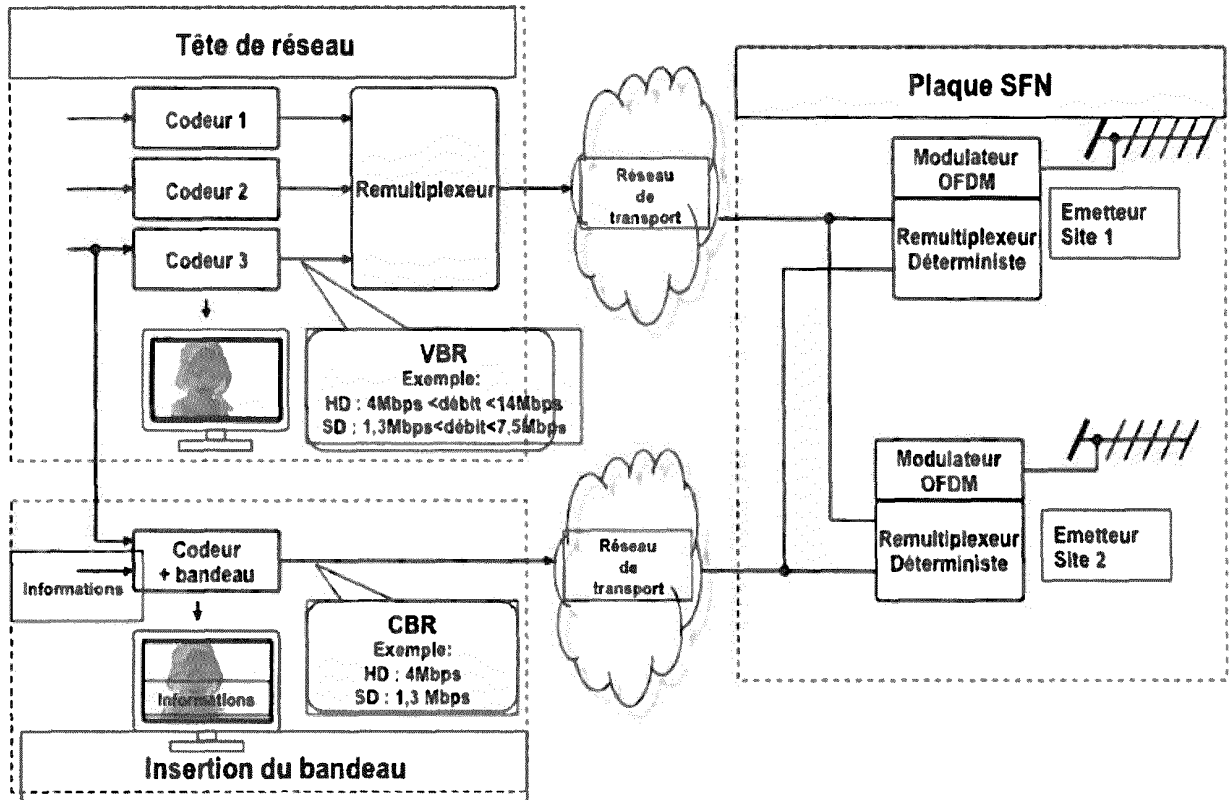 Tête de réseau
Codeur 1
Codeur 2
Codeur 3
Remultiplexeur
Réseau
de
transport
VBR
Exemple:
HD : 4Mbps <débit <14Mbps
SD : 1,3Mbps<débit<7,5Mbps
Plaque SFN
Modulateur
OFDM
Remultiplexeur
Déterministe
Emetteur
Site 1
Modulateur
OFDM
Remultiplexeur
Déterministe
Emetteur
Site 2
Informations
Codeur
+ bandeau
Informations
CBR
Exemple:
HD : 4Mbps
SD : 1,3 Mbps
Réseau
de
transport
Insertion du bandeau